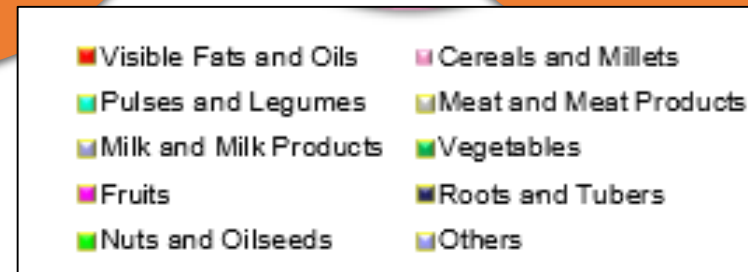 Visible Fats and Oils
Cereals and Millets
Pulses and Legumes
Meat and Meat Products
Milk and Milk Products
Vegetables
Fruits
Roots and Tubers
Nuts and Oilseeds
Others